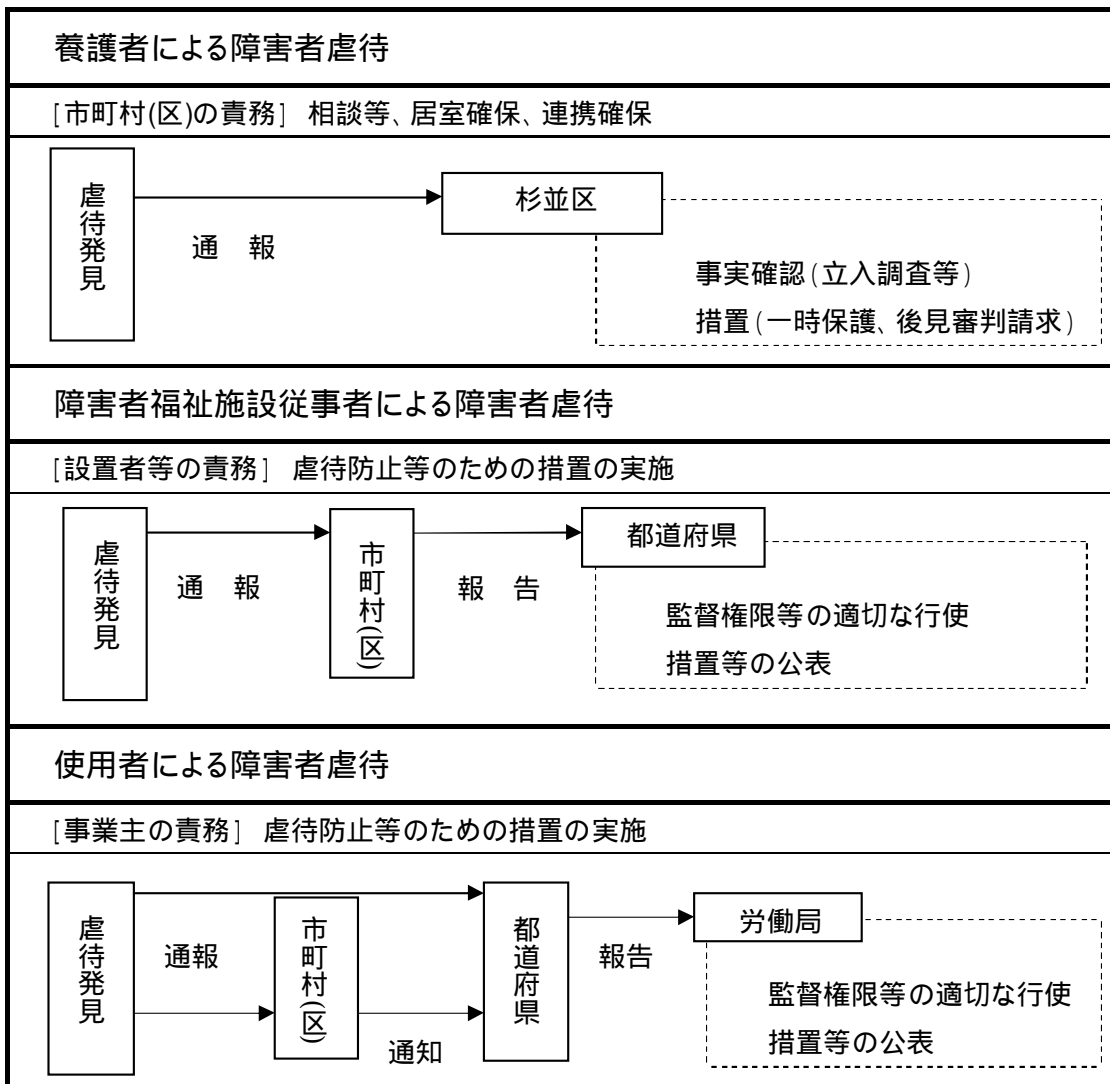 養護者による障害者虐待
[市町村(区)の責務] 相談等、居室確保、連携確保
虐待発見
通 報
杉並区
事実確認(立入調査等)
措置(一時保護、後見審判請求)
障害者福祉施設従事者による障害者虐待
[設置者等の責務] 虐待防止等のための措置の実施
虐待発見
通 報
市町村(区)
報 告
都道府県
監督権限等の適切な行使
措置等の公表
使用者による障害者虐待
[事業主の責務] 虐待防止等のための措置の実施
虐待発見
通報
市町村(区)
通知
都道府県
報告
労働局
監督権限等の適切な行使
措置等の公表